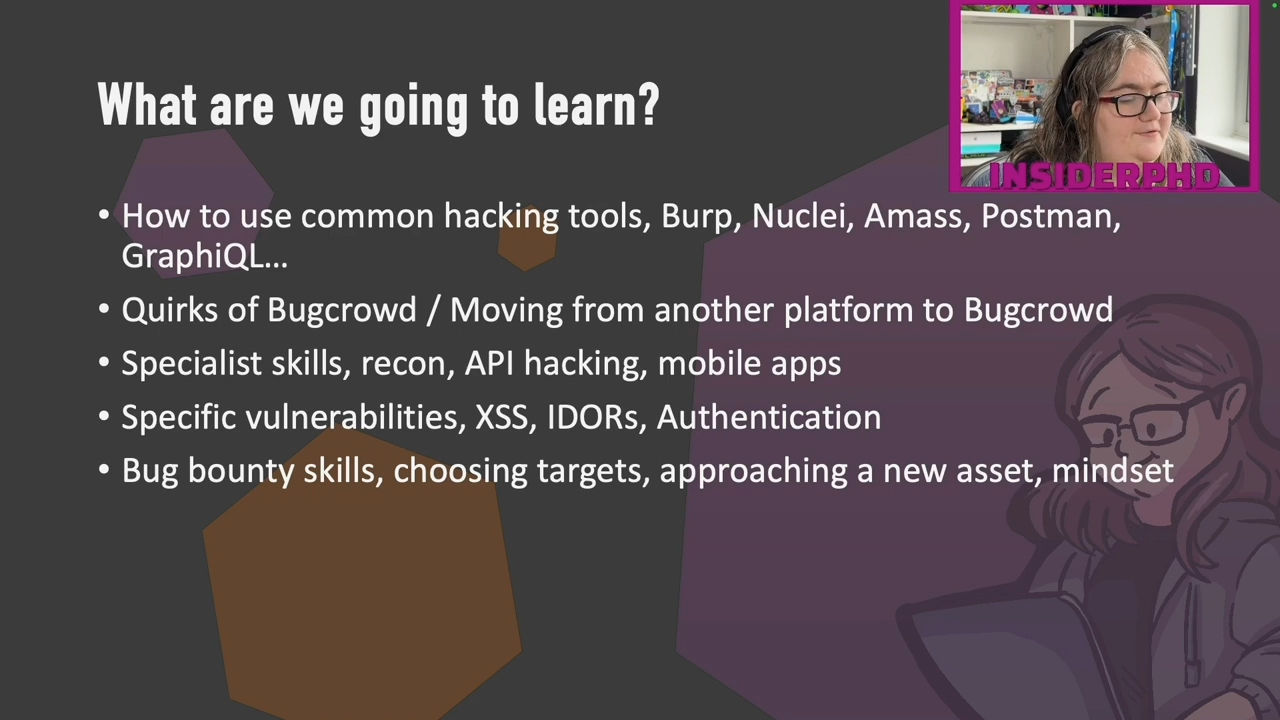 What are we going to learn?
INSIDERPHD
• How to use common hacking tools, Burp, Nuclei, Amass, Postman,
GraphiQL...
• Quirks of Bugcrowd / Moving from another platform to Bugcrowd
• Specialist skills, recon, API hacking, mobile apps
• Specific vulnerabilities, XSS, IDORs, Authentication
• Bug bounty skills, choosing targets, approaching a new asset, mindset